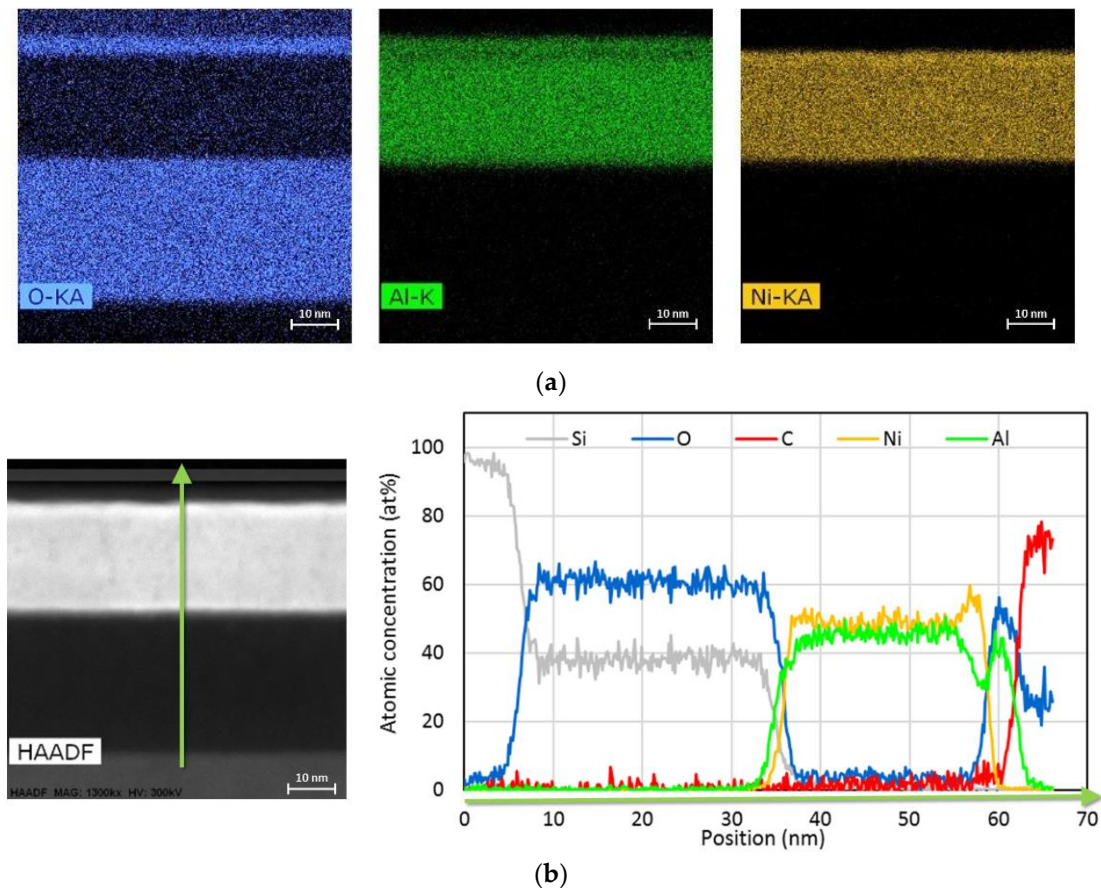 O-KA
10 nm
Al-K
10 nm
Ni-KA
10 nm
(a)
HAADF
10 nm
HAADF MAG: 1300kx HV: 300kV
Atomic concentration (at%)
100
80
60
40
20
0
Si
O
C
Ni
Al
0 10 20 30 40 50 60 70
Position (nm)
(b)